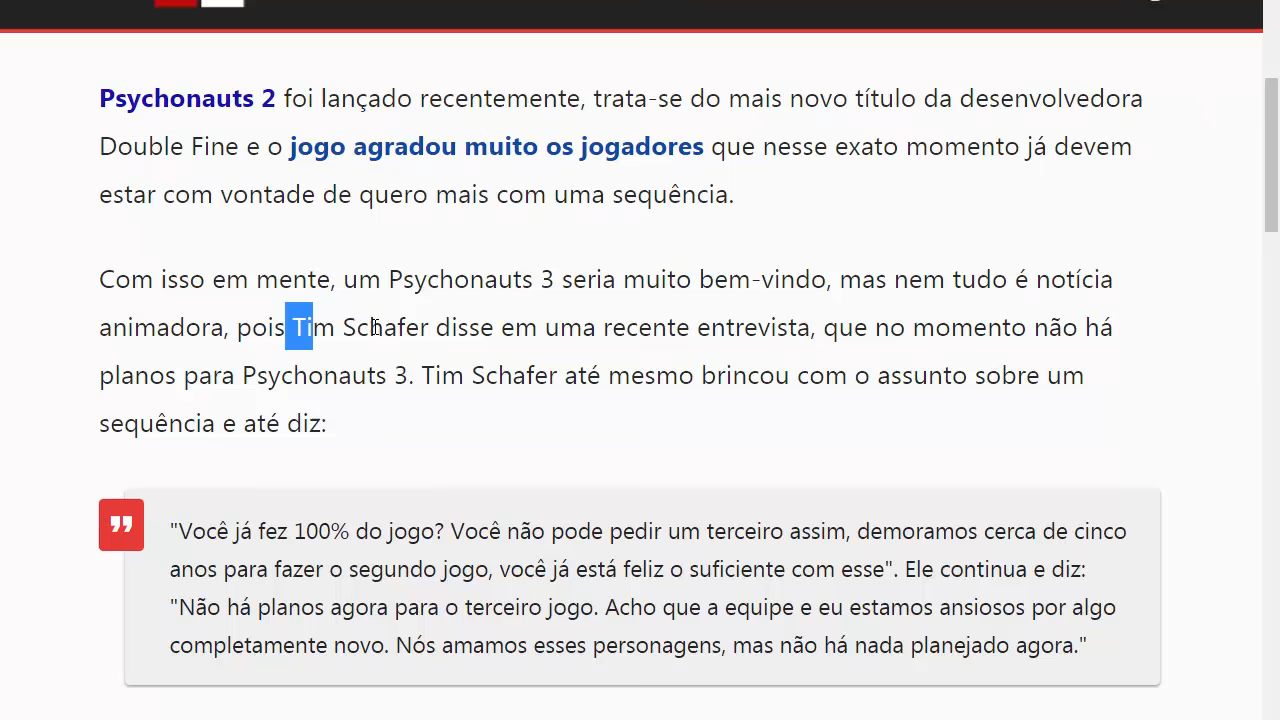 Psychonauts 2 foi lançado recentemente, trata-se do mais novo título da desenvolvedora
Double Fine e o jogo agradou muito os jogadores que nesse exato momento já devem
estar com vontade de quero mais com uma sequência.
Com isso em mente, um Psychonauts 3 seria muito bem-vindo, mas nem tudo é notícia
animadora, pois Tim Schafer disse em uma recente entrevista, que no momento não há
planos para Psychonauts 3. Tim Schafer até mesmo brincou com o assunto sobre um
sequência e até diz:
"Você já fez 100% do jogo? Você não pode pedir um terceiro assim, demoramos cerca de cinco
anos para fazer o segundo jogo, você já está feliz o suficiente com esse". Ele continua e diz:
"Não há planos agora para o terceiro jogo. Acho que a equipe e eu estamos ansiosos por algo
completamente novo. Nós amamos esses personagens, mas não há nada planejado agora."